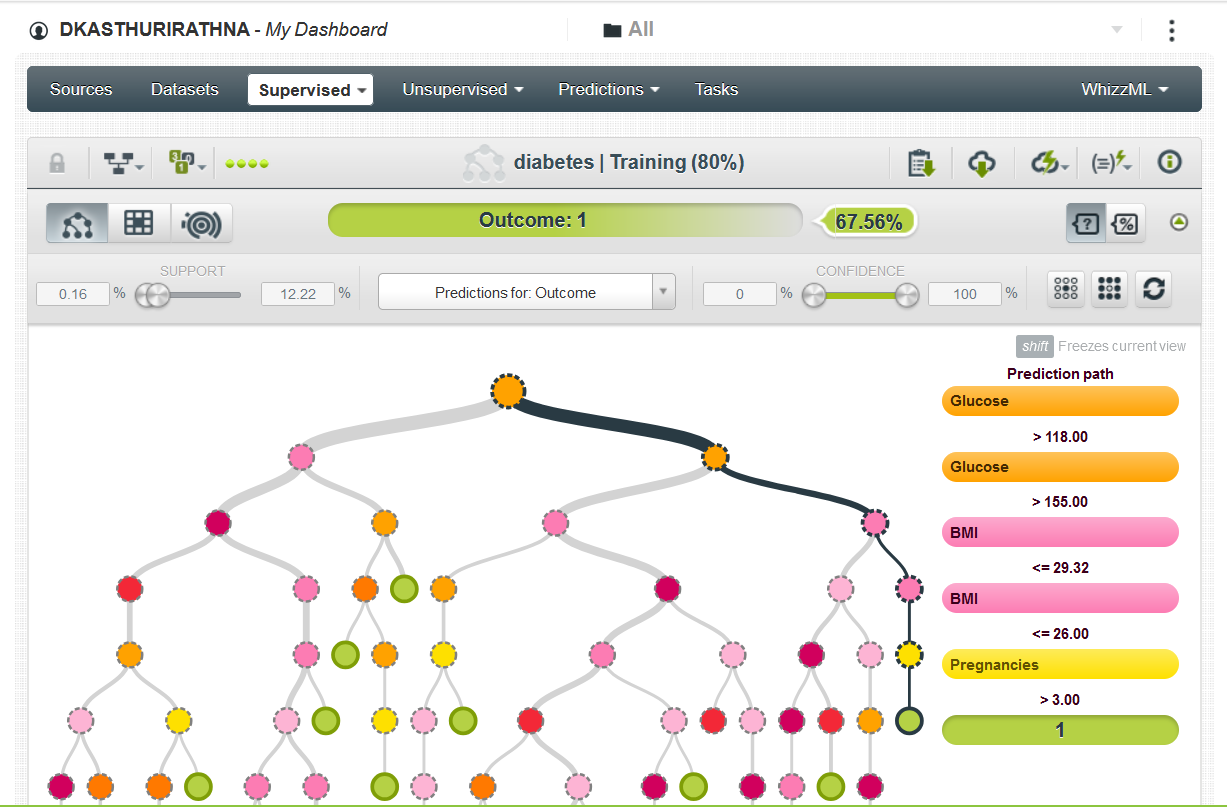 DKASTHURIRATHNA - My Dashboard
All
Sources Datasets Supervised Unsupervised Predictions Tasks WhizzML
diabetes | Training (80%)
Outcome: 1
67.56%
SUPPORT
0.16 %
12.22 %
Predictions for: Outcome
CONFIDENCE
0 %
100 %
shift Freezes current view
Prediction path
Glucose
> 118.00
Glucose
> 155.00
BMI
<= 29.32
BMI
<= 26.00
Pregnancies
> 3.00
1